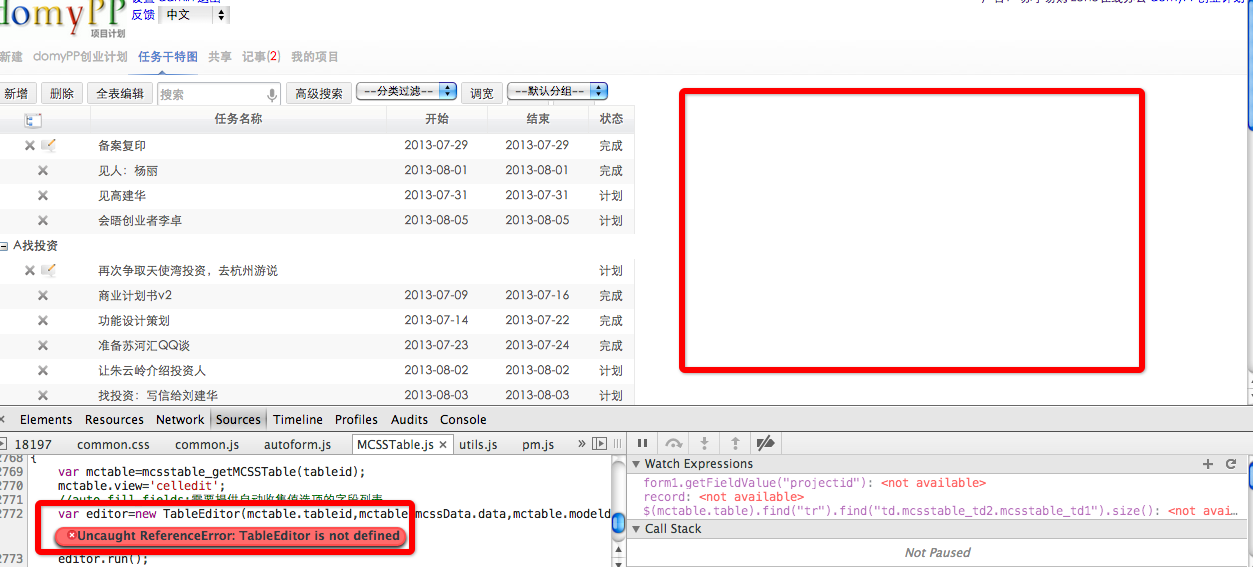 domyPP
项目计划
反馈 中文
新建 domyPP创业计划 任务干特图 共享 记事(2) 我的项目
新增 删除 全表编辑 搜索 高级搜索 --分类过滤-- 调宽 --默认分组--
任务名称 开始 结束 状态
备案复印 2013-07-29 2013-07-29 完成
见人：杨丽 2013-08-01 2013-08-01 完成
见高建华 2013-07-31 2013-07-31 计划
会晤创业者李卓 2013-08-05 2013-08-05 计划
A找投资
再次争取天使湾投资，去杭州游说 计划
商业计划书v2 2013-07-09 2013-07-16 完成
功能设计策划 2013-07-14 2013-07-22 完成
准备苏河汇QQ谈 2013-07-23 2013-07-24 完成
让朱云岭介绍投资人 2013-08-02 2013-08-02 计划
找投资：写信给刘建华 2013-08-03 2013-08-03 计划
Elements Resources Network Sources Timeline Profiles Audits Console
18197 common.css common.js autoform.js MCSSTable.js × utils.js pm.js »
2768 {
2769 var mctable=mcsstable_getMCSSTable(tableid);
2770 mctable.view='celledit';
2771 //auto_fill_fields:需要提供自动收集值选项的字段列表
2772 var editor=new TableEditor(mctable.tableid,mctable.mcssData.data,mctable.modeld
Uncaught ReferenceError: TableEditor is not defined
2773 editor.run();
Watch Expressions
form1.getFieldValue("projectid"): <not available>
record: <not available>
$(mctable.table).find("tr").find("td.mcsstable_td2.mcsstable_td1").size(): <not avai…
Call Stack
Not Paused